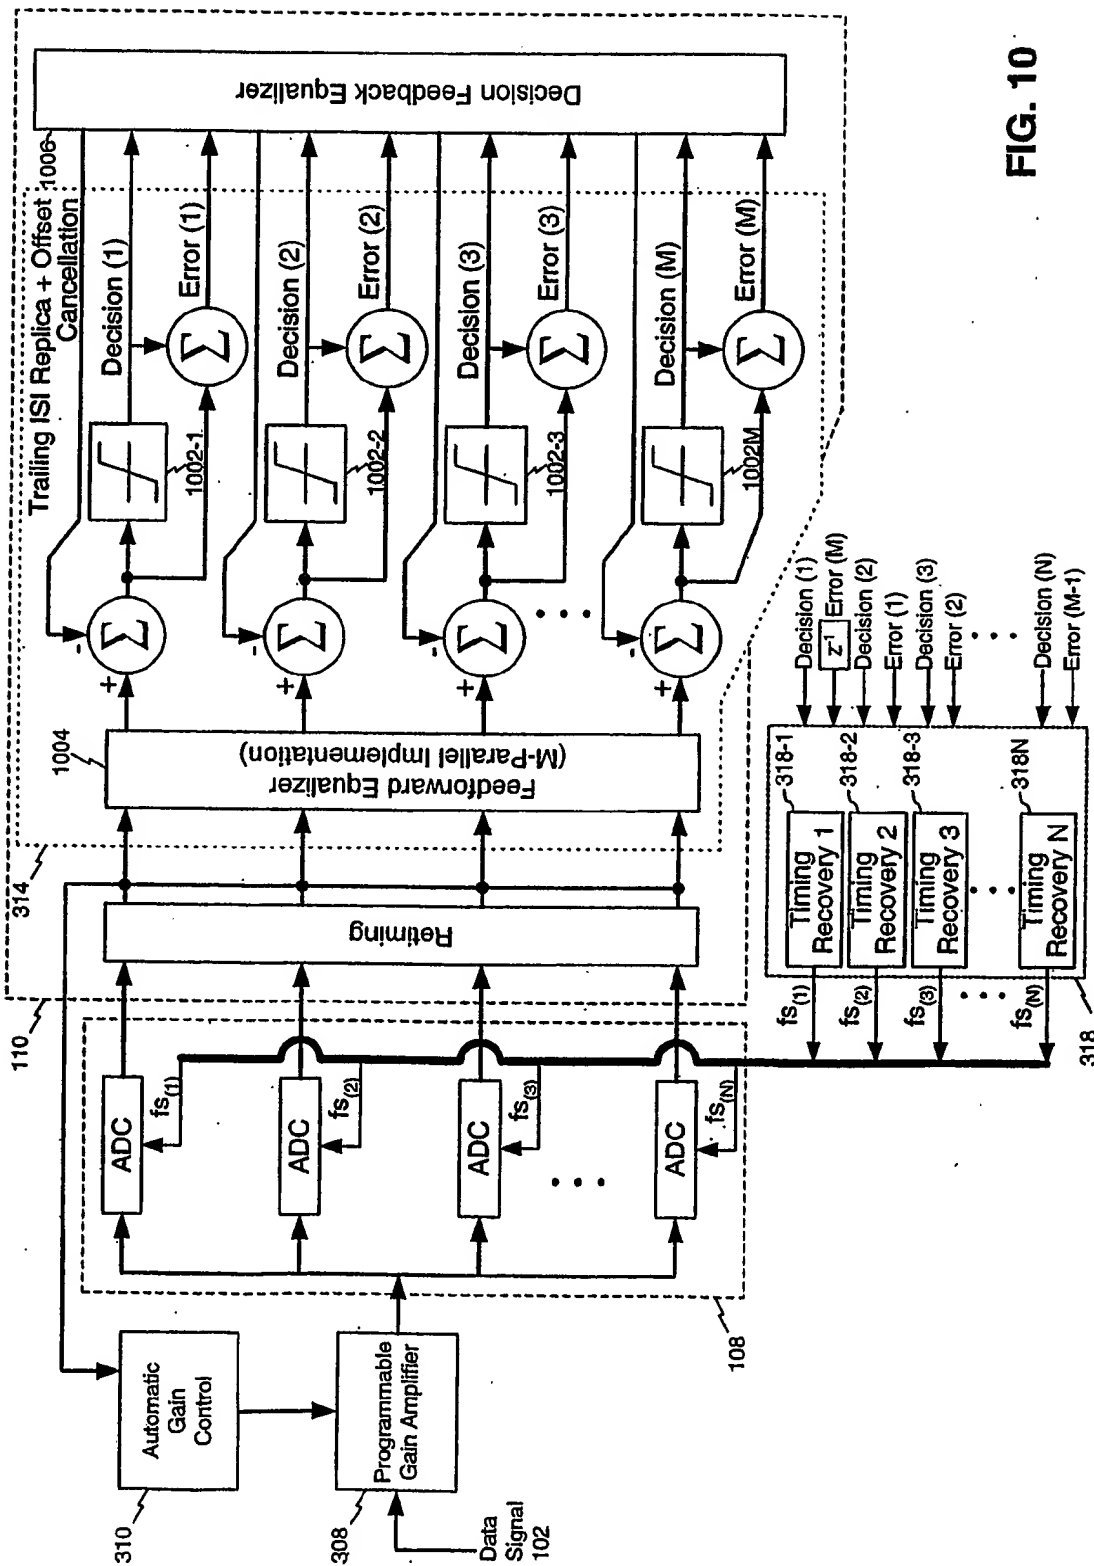 Data
Signal
102
308
Programmable
Gain Amplifier
310
Automatic
Gain
Control
108
ADC
fs(1)
ADC
fs(2)
ADC
fs(3)
ADC
fs(N)
110
Retiming
314
1004
Feedforward Equalizer
(M-Parallel Implementation)
+
-
Σ
+
-
Σ
+
-
Σ
+
-
Σ
1002-1
1002-2
1002-3
1002M
Trailing ISI Replica + Offset
Cancellation
Decision (1)
Error (1)
Σ
Decision (2)
Error (2)
Σ
Decision (3)
Error (3)
Σ
Decision (M)
Error (M)
Σ
1006
Decision Feedback Equalizer
318
fs(1)
fs(2)
fs(3)
fs(N)
Timing
Recovery 1
Timing
Recovery 2
Timing
Recovery 3
Timing
Recovery N
318-1
318-2
318-3
318N
Decision (1)
z-1 Error (M)
Decision (2)
Error (1)
Decision (3)
Error (2)
Decision (N)
Error (M-1)
FIG. 10